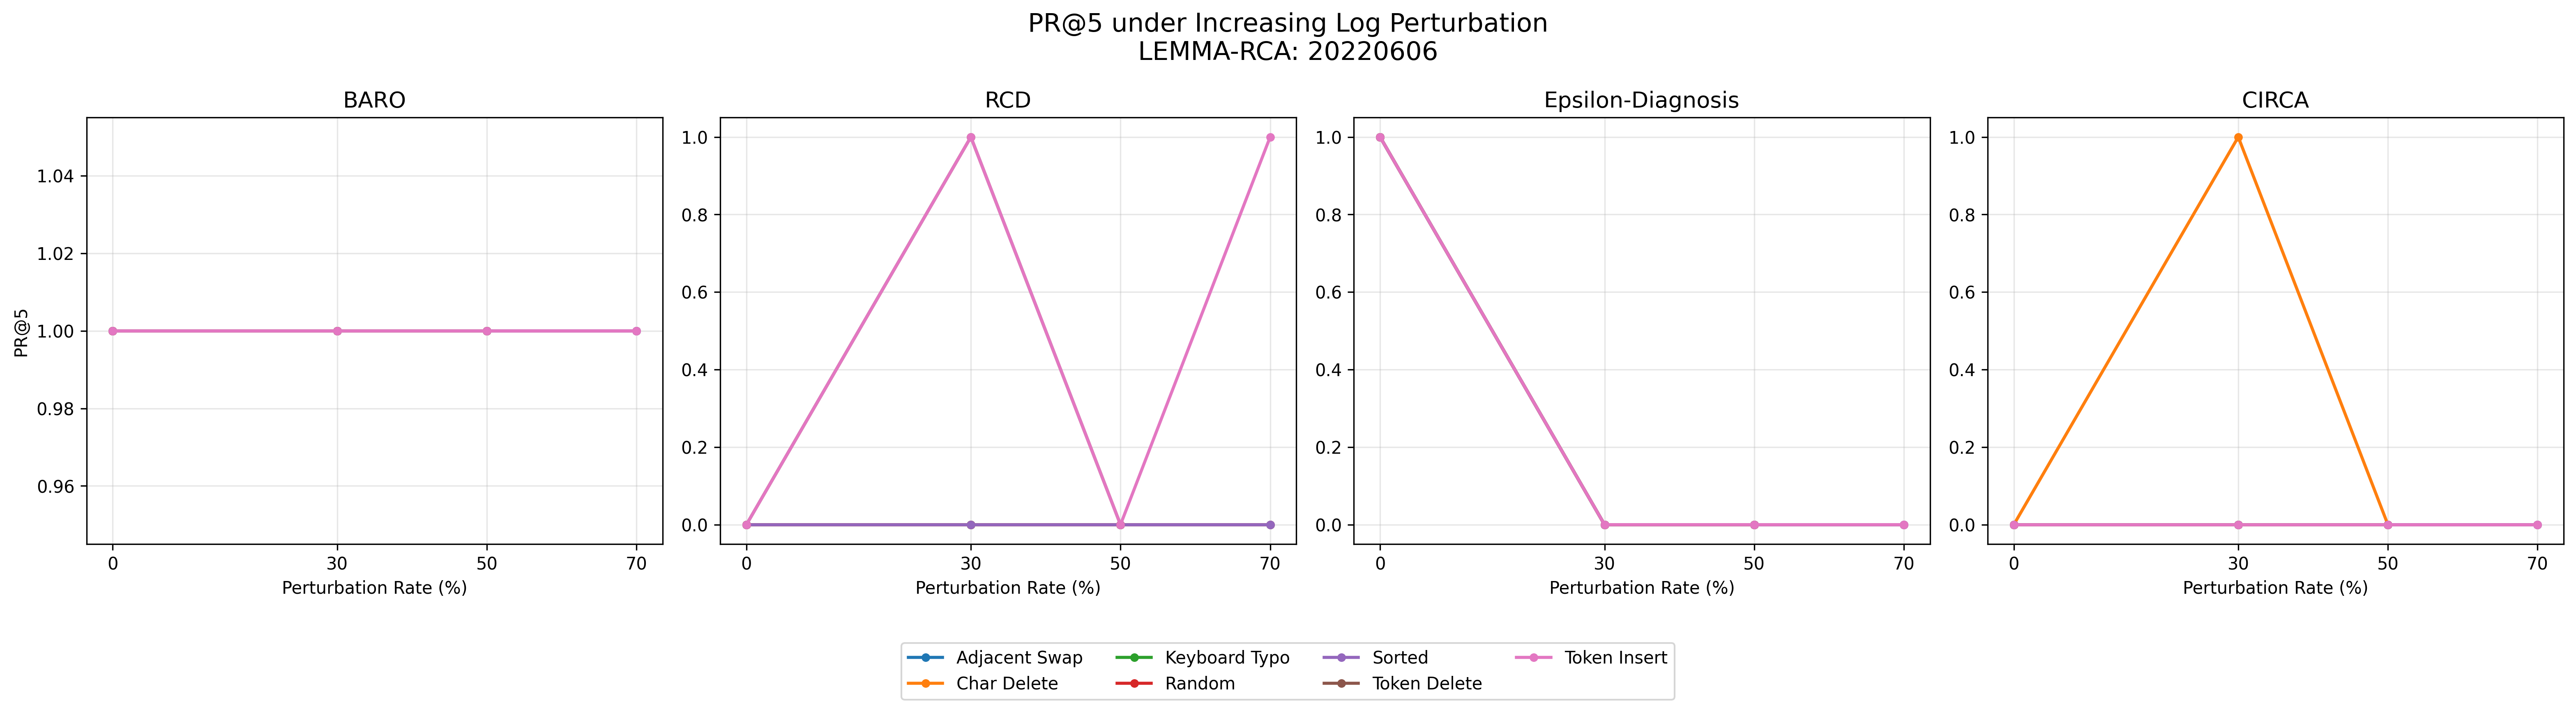 PR@5 under Increasing Log Perturbation
LEMMA-RCA: 20220606
BARO
PR@5
1.04
1.02
1.00
0.98
0.96
0 30 50 70
Perturbation Rate (%)
RCD
1.0
0.8
0.6
0.4
0.2
0.0
0 30 50 70
Perturbation Rate (%)
Epsilon-Diagnosis
1.0
0.8
0.6
0.4
0.2
0.0
0 30 50 70
Perturbation Rate (%)
CIRCA
1.0
0.8
0.6
0.4
0.2
0.0
0 30 50 70
Perturbation Rate (%)
Adjacent Swap Keyboard Typo Sorted Token Insert
Char Delete Random Token Delete